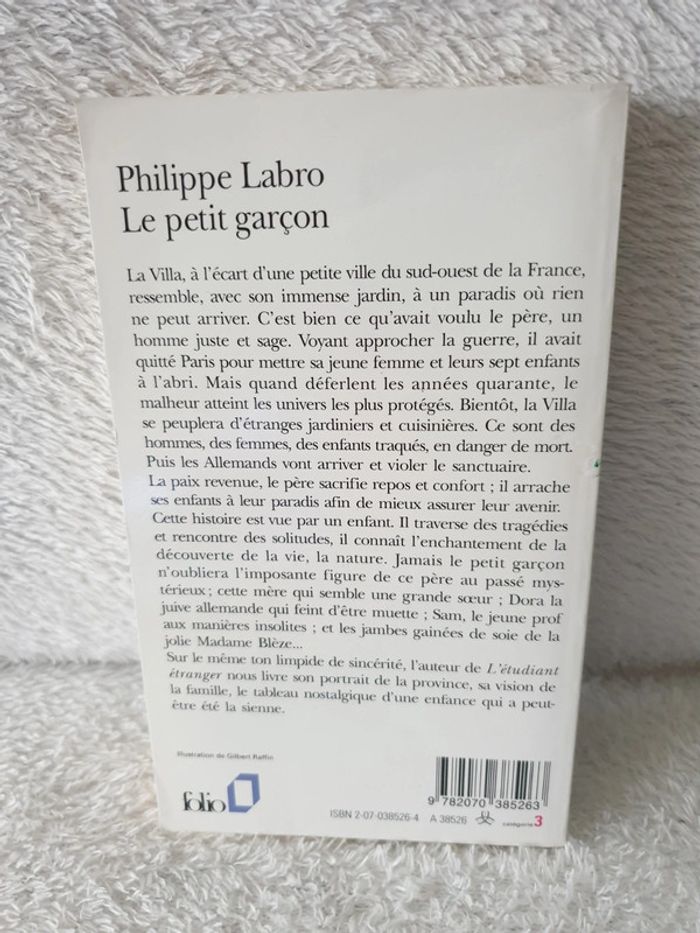 Philippe Labro
Le petit garçon
La Villa, à l'écart d'une petite ville du sud-ouest de la France,
ressemble, avec son immense jardin, à un paradis où rien
ne peut arriver. C'est bien ce qu'avait voulu le père, un
homme juste et sage. Voyant approcher la guerre, il avait
quitté Paris pour mettre sa jeune femme et leurs sept enfants
à l'abri. Mais quand déferlent les années quarante, le
malheur atteint les univers les plus protégés. Bientôt, la Villa
se peuplera d'étranges jardiniers et cuisinières. Ce sont des
hommes, des femmes, des enfants traqués, en danger de mort.
Puis les Allemands vont arriver et violer le sanctuaire.
La paix revenue, le père sacrifie repos et confort ; il arrache
ses enfants à leur paradis afin de mieux assurer leur avenir.
Cette histoire est vue par un enfant. Il traverse des tragédies
et rencontre des solitudes, il connaît l'enchantement de la
découverte de la vie, la nature. Jamais le petit garçon
n'oubliera l'imposante figure de ce père au passé mys-
térieux ; cette mère qui semble une grande sœur ; Dora la
juive allemande qui feint d'être muette ; Sam, le jeune prof
aux manières insolites ; et les jambes gainées de soie de la
jolie Madame Blèze...
Sur le même ton limpide de sincérité, l'auteur de L'étudiant
étranger nous livre son portrait de la province, sa vision de
la famille, le tableau nostalgique d'une enfance qui a peut-
être été la sienne.
Illustration de Gilbert Raffin
folio
9 782070 385263
ISBN 2-07-038526-4 A 38526 catégorie 3